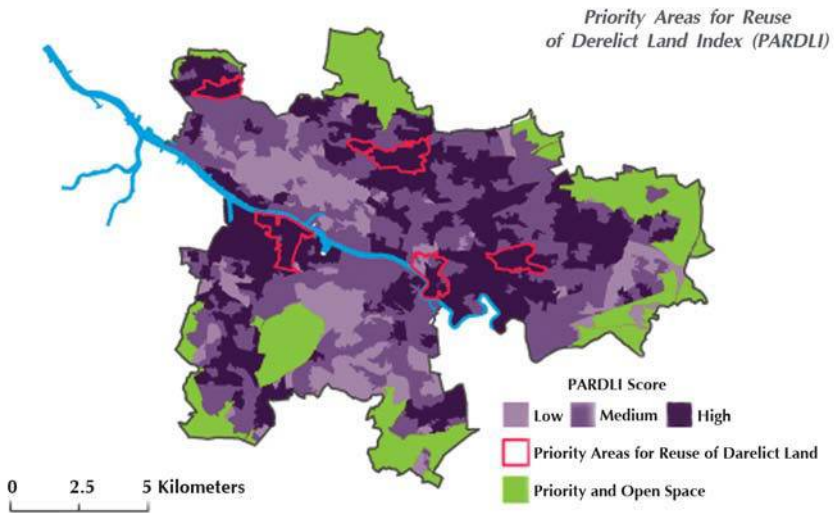 Priority Areas for Reuse
of Derelict Land Index (PARDLI)
PARDLI Score
Low Medium High
Priority Areas for Reuse of Darelict Land
Priority and Open Space
0 2.5 5 Kilometers